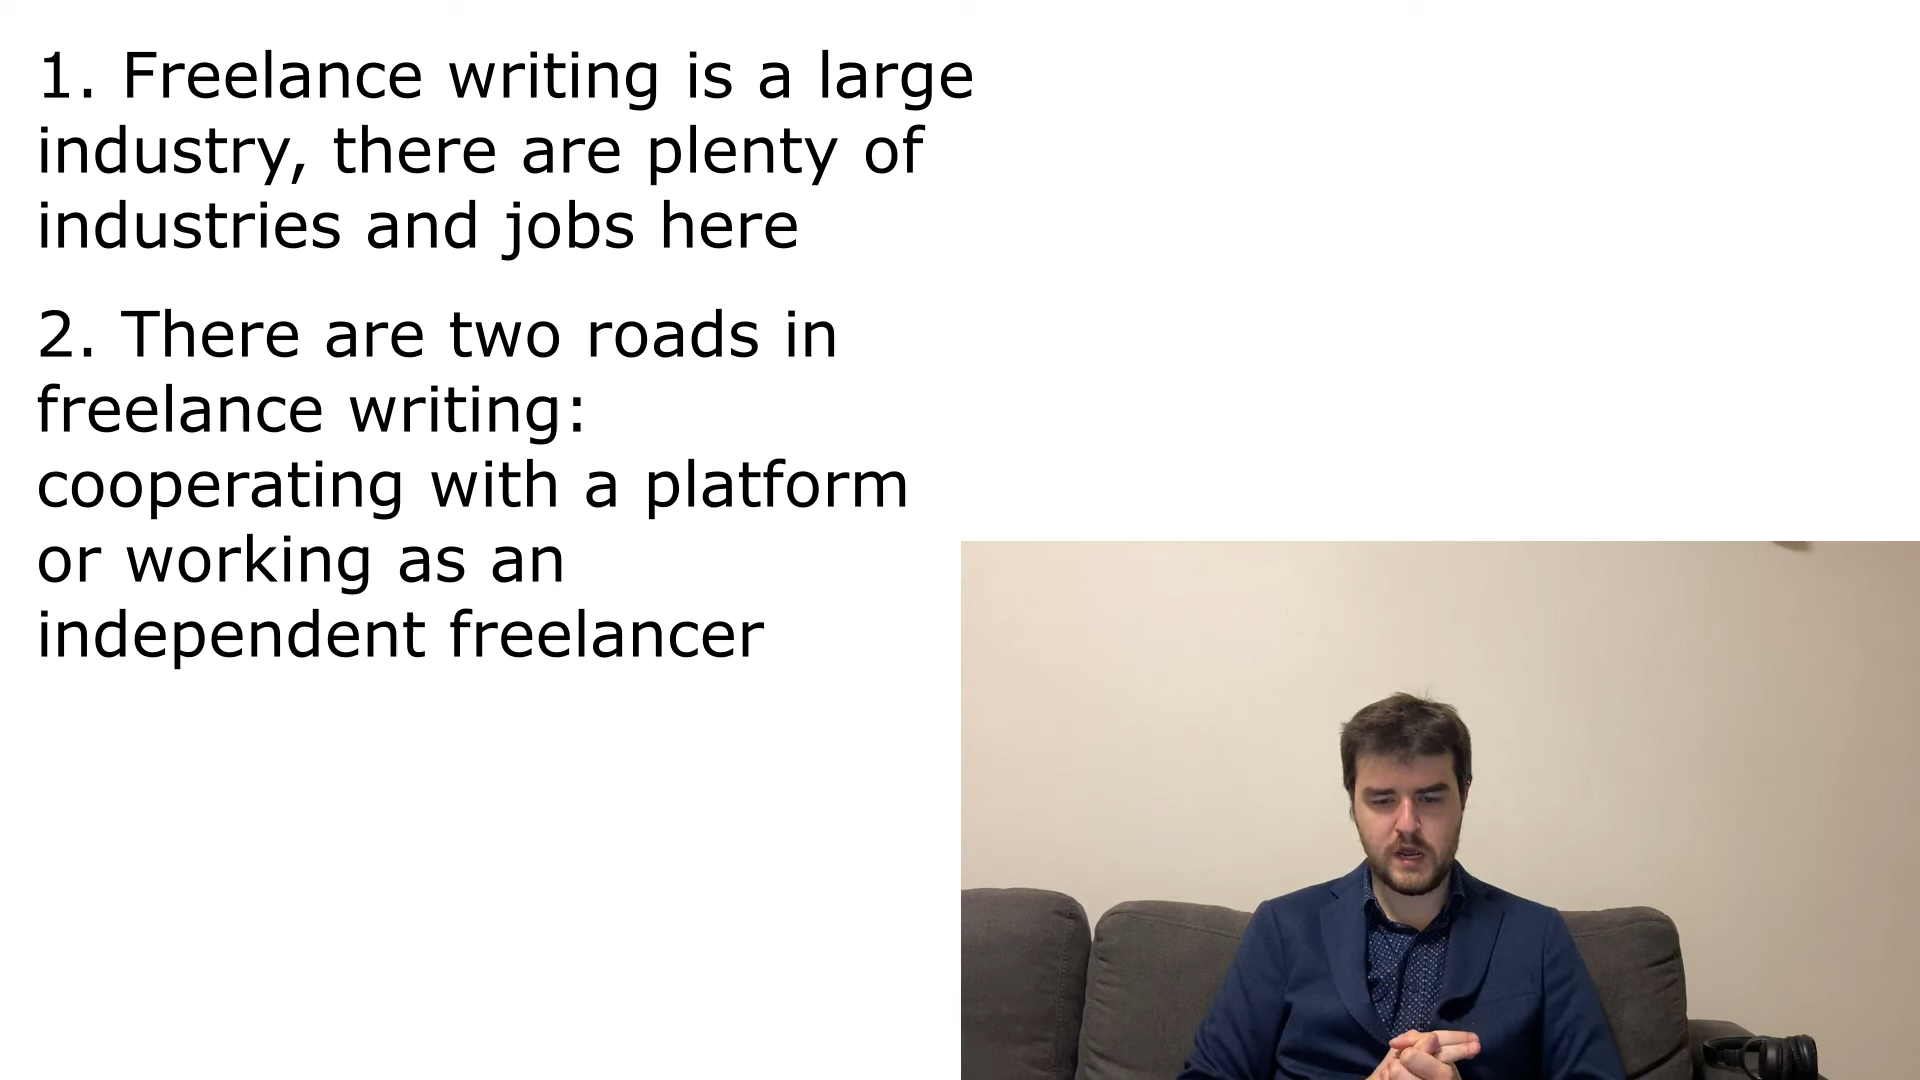 1. Freelance writing is a large
industry, there are plenty of
industries and jobs here
2. There are two roads in
freelance writing:
cooperating with a platform
or working as an
independent freelancer